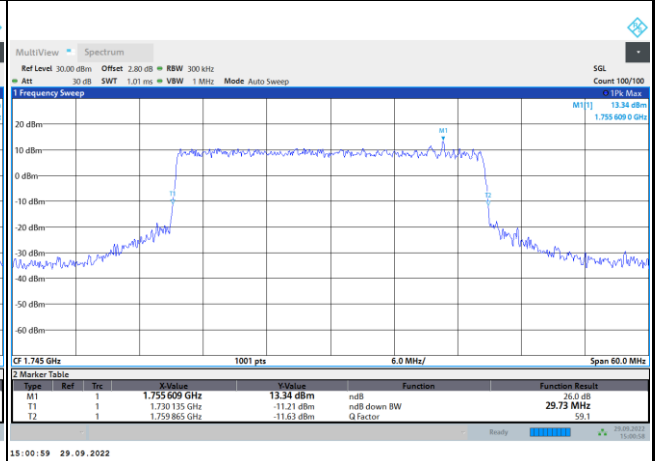 MultiView Spectrum
Ref Level 30.00 dBm Offset 2.80 dB RBW 300 kHz SGL
Att 30 dB SWT 1.01 ms VBW 1 MHz Mode Auto Sweep Count 100/100
1 Frequency Sweep 1Pk Max
M1[1] 13.34 dBm
1.755 609 0 GHz
20 dBm
M1
10 dBm
0 dBm
T1 T2
-10 dBm
-20 dBm
-30 dBm
-40 dBm
-50 dBm
-60 dBm
CF 1.745 GHz 1001 pts 6.0 MHz/ Span 60.0 MHz
2 Marker Table
Type Ref Trc X-Value Y-Value Function Function Result
M1 1 1.755 609 GHz 13.34 dBm ndB 26.0 dB
T1 1 1.730 135 GHz -11.21 dBm ndB down BW 29.73 MHz
T2 1 1.759 865 GHz -11.63 dBm Q Factor 59.1
Ready 29.09.2022
15:00:58
15:00:59 29.09.2022